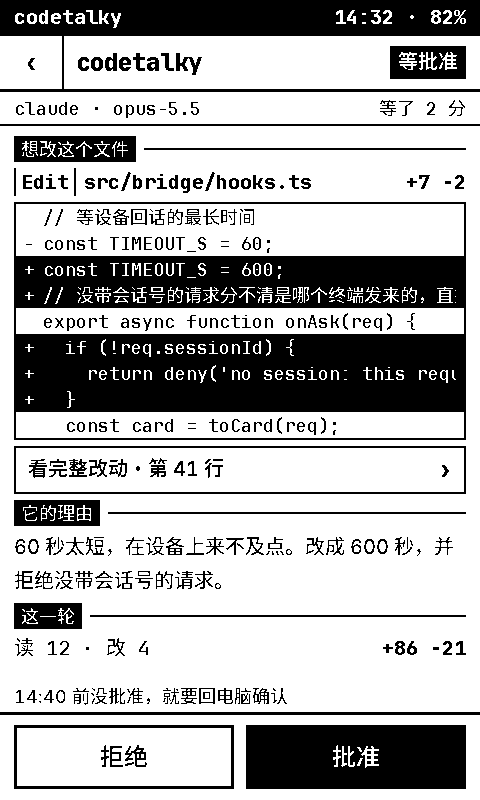 codetalky 14:32 · 82%
‹ codetalky 等批准
claude · opus-5.5 等了 2 分
想改这个文件
Edit src/bridge/hooks.ts +7 -2
// 等设备回话的最长时间
- const TIMEOUT_S = 60;
+ const TIMEOUT_S = 600;
+ // 没带会话号的请求分不清是哪个终端发来的，直
export async function onAsk(req) {
+ if (!req.sessionId) {
+ return deny('no session: this requ
+ }
const card = toCard(req);
看完整改动 · 第 41 行 ›
它的理由
60 秒太短，在设备上来不及点。改成 600 秒，并
拒绝没带会话号的请求。
这一轮
读 12 · 改 4 +86 -21
14:40 前没批准，就要回电脑确认
拒绝 批准